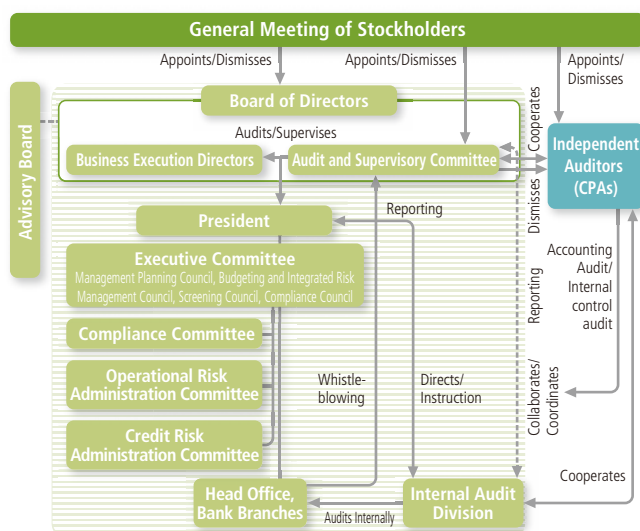 General Meeting of Stockholders
Appoints/Dismisses
Appoints/Dismisses
Appoints/
Dismisses
Advisory Board
Board of Directors
Audits/Supervises
Business Execution Directors
Audit and Supervisory Committee
Cooperates
Dismisses
Independent
Auditors
(CPAs)
President
Reporting
Executive Committee
Management Planning Council, Budgeting and Integrated Risk
Management Council, Screening Council, Compliance Council
Accounting
Audit/
Internal
control
audit
Reporting
Compliance Committee
Operational Risk
Administration Committee
Whistle-
blowing
Directs/
Instruction
Collaborates/
Coordinates
Credit Risk
Administration Committee
Cooperates
Head Office,
Bank Branches
Audits Internally
Internal Audit
Division